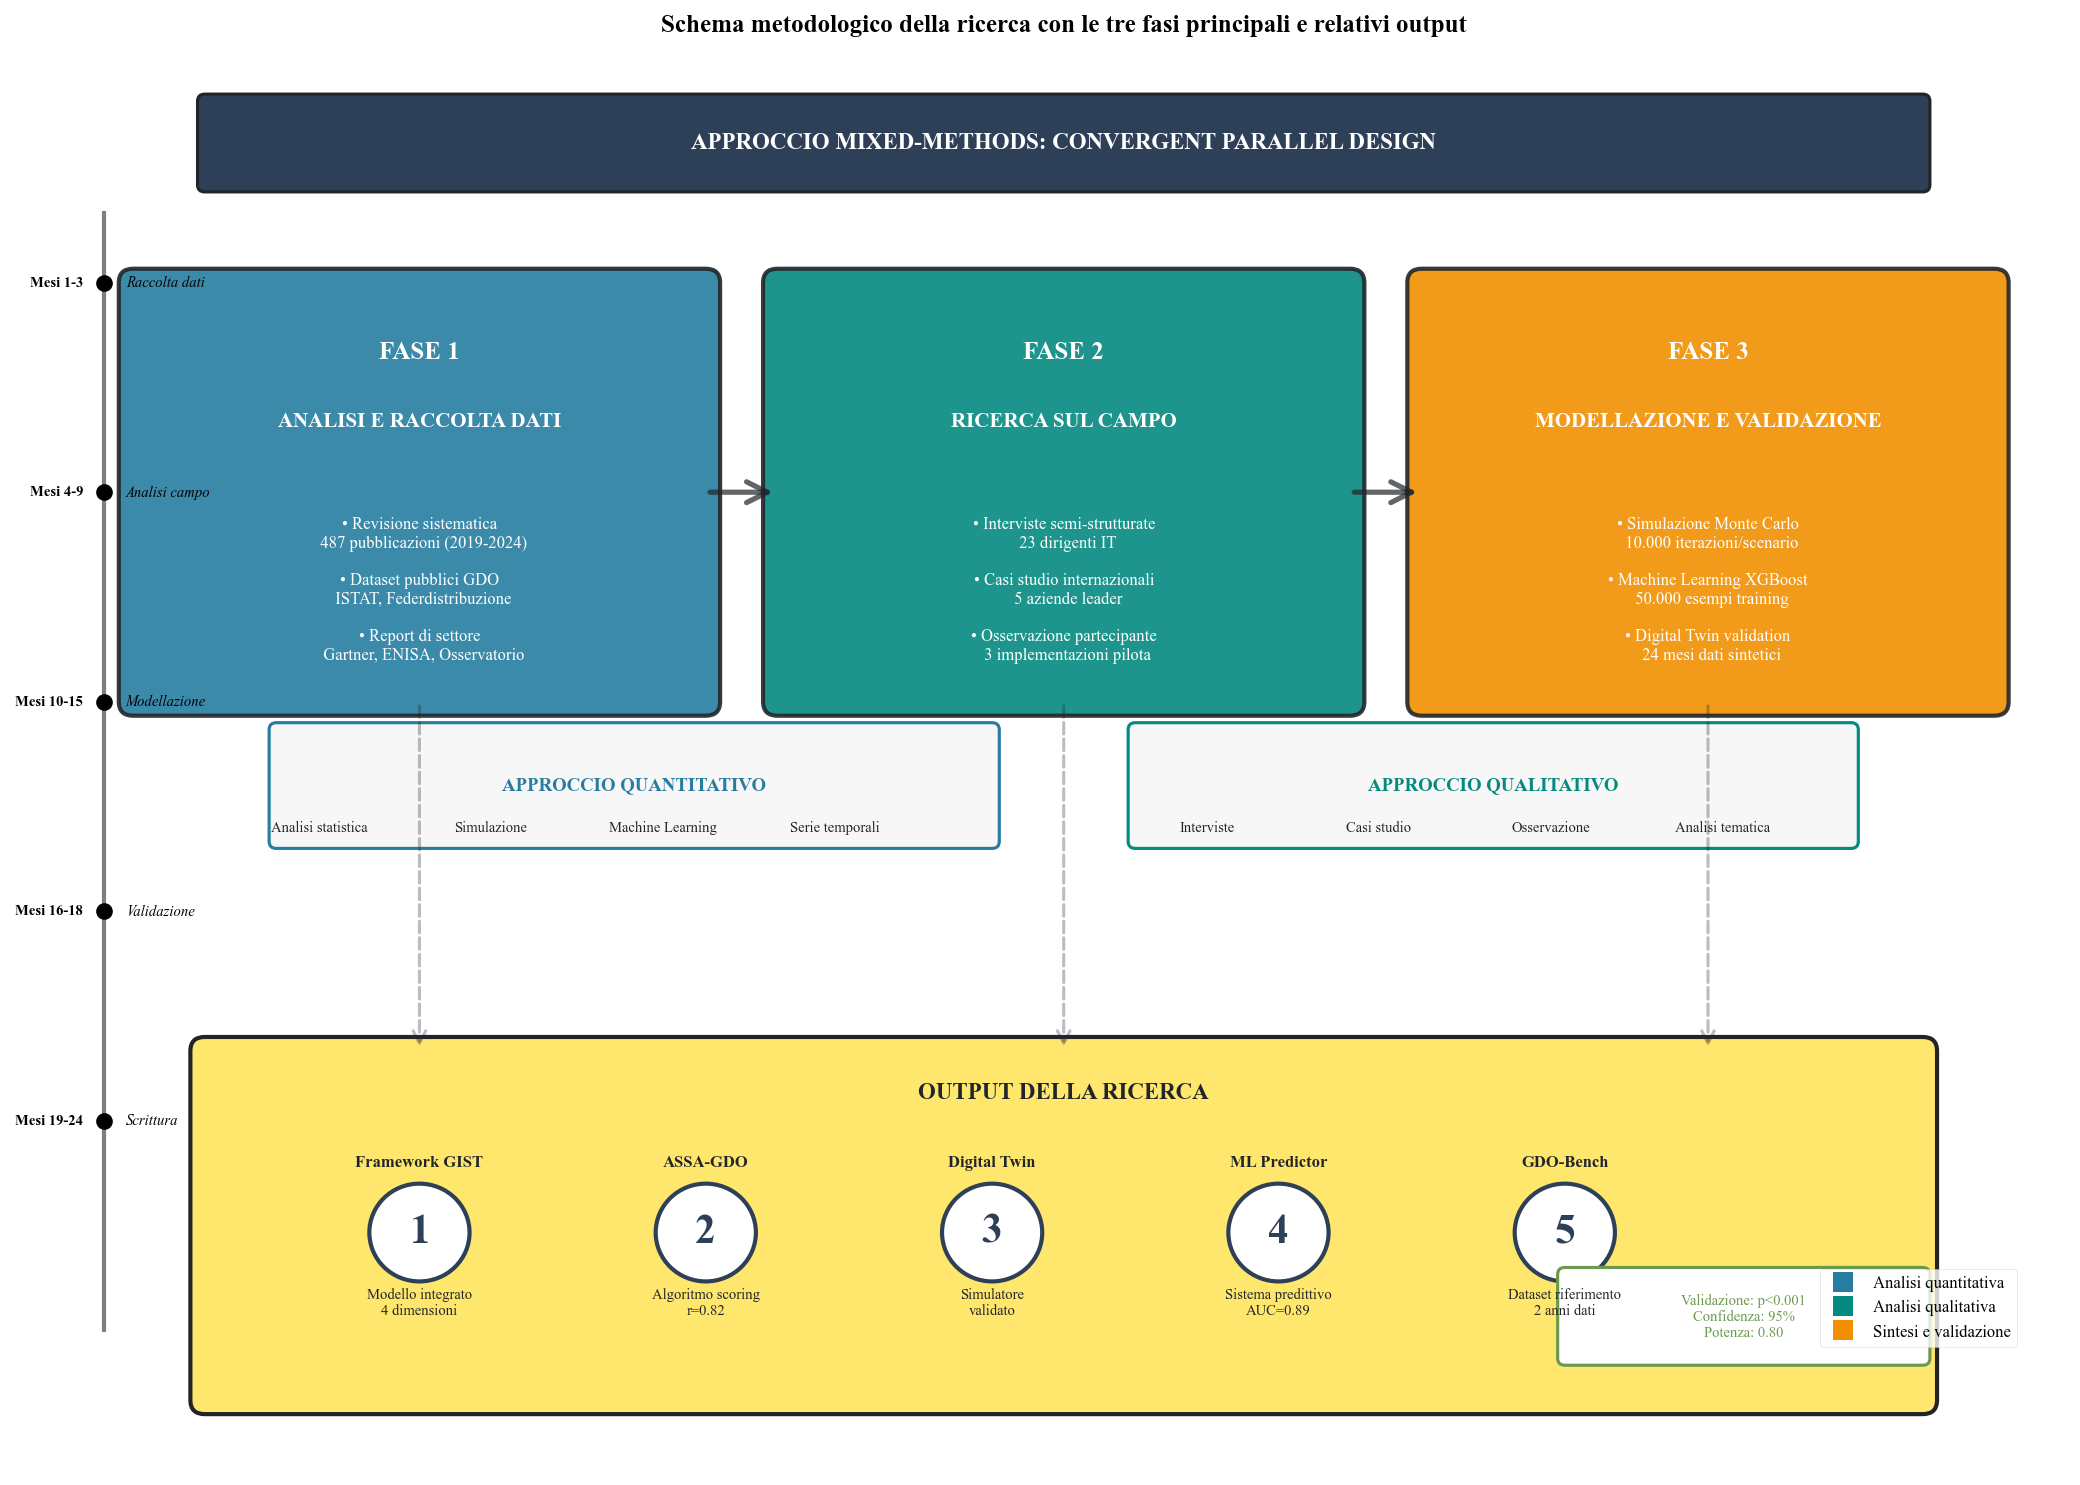 Schema metodologico della ricerca con le tre fasi principali e relativi output
APPROCCIO MIXED-METHODS: CONVERGENT PARALLEL DESIGN
Mesi 1-3
Raccolta dati
Mesi 4-9
Analisi campo
Mesi 10-15
Modellazione
Mesi 16-18
Validazione
Mesi 19-24
Scrittura
FASE 1
ANALISI E RACCOLTA DATI
• Revisione sistematica
487 pubblicazioni (2019-2024)
• Dataset pubblici GDO
ISTAT, Federdistribuzione
• Report di settore
Gartner, ENISA, Osservatorio
FASE 2
RICERCA SUL CAMPO
• Interviste semi-strutturate
23 dirigenti IT
• Casi studio internazionali
5 aziende leader
• Osservazione partecipante
3 implementazioni pilota
FASE 3
MODELLAZIONE E VALIDAZIONE
• Simulazione Monte Carlo
10.000 iterazioni/scenario
• Machine Learning XGBoost
50.000 esempi training
• Digital Twin validation
24 mesi dati sintetici
APPROCCIO QUANTITATIVO
Analisi statistica
Simulazione
Machine Learning
Serie temporali
APPROCCIO QUALITATIVO
Interviste
Casi studio
Osservazione
Analisi tematica
OUTPUT DELLA RICERCA
Framework GIST
1
Modello integrato
4 dimensioni
ASSA-GDO
2
Algoritmo scoring
r=0.82
Digital Twin
3
Simulatore
validato
ML Predictor
4
Sistema predittivo
AUC=0.89
GDO-Bench
5
Dataset riferimento
2 anni dati
Validazione: p<0.001
Confidenza: 95%
Potenza: 0.80
Analisi quantitativa
Analisi qualitativa
Sintesi e validazione